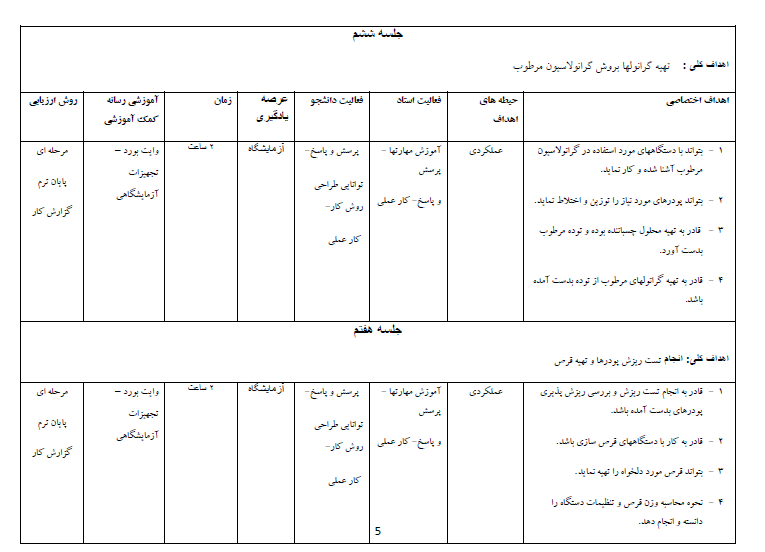 جلسه ششم
اهداف کلی : تهیه گرانولها بروش گرانولاسیون مرطوب
اهداف اختصاصی
حیطه های
اهداف
فعالیت استاد
فعالیت دانشجو
عرصه
یادگیری
زمان
آموزشی رسانه
کمک آموزشی
روش ارزیابی
۱ – بتواند با دستگاههای مورد استفاده در گرانولاسیون
مرطوب آشنا شده و کار نماید.
۲ – بتواند پودرهای مورد نیاز را توزین و اختلاط نماید.
۳ – قادر به تهیه محلول چسباننده بوده و توده مرطوب
بدست آورد.
۴ – قادر به تهیه گرانولهای مرطوب از توده بدست آمده
باشد.
عملکردی
آموزش مهارتها –
پرسش
و پاسخ- کار عملی
پرسش و پاسخ-
توانایی طراحی
روش کار-
کار عملی
آزمایشگاه
۲ ساعت
وایت بورد –
تجهیزات
آزمایشگاهی
مرحله ای
پایان ترم
گزارش کار
جلسه هفتم
اهداف کلی: انجام تست ریزش پودرها و تهیه قرص
۱ – قادر به انجام تست ریزش و بررسی ریزش پذیری
پودرهای بدست آمده باشد.
۲ – قادر به کار با دستگاههای قرص سازی باشد.
۳ – بتواند قرص مورد دلخواه را تهیه نماید.
۴ – نحوه محاسبه وزن قرص و تنظیمات دستگاه را
دانسته و انجام دهد.
عملکردی
آموزش مهارتها –
پرسش
و پاسخ- کار عملی
پرسش و پاسخ-
توانایی طراحی
روش کار-
کار عملی
آزمایشگاه
۲ ساعت
وایت بورد –
تجهیزات
آزمایشگاهی
مرحله ای
پایان ترم
گزارش کار
5